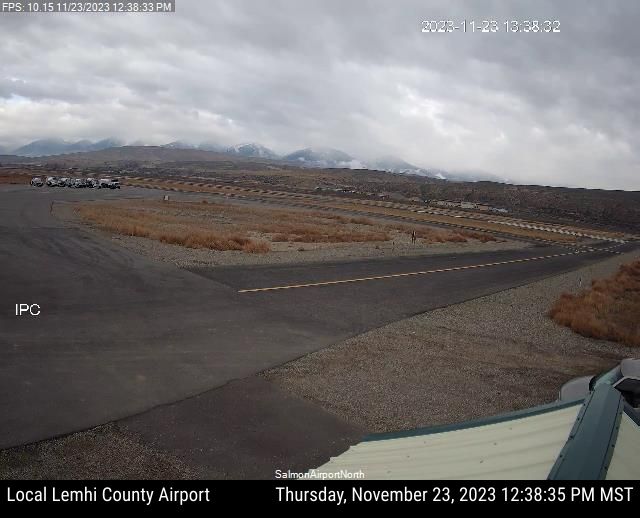 FPS: 10.15 11/23/2023 12:38:33 PM
2023-11-23 13:38:32
IPC
SalmonAirportNorth
Local Lemhi County Airport Thursday, November 23, 2023 12:38:35 PM MST